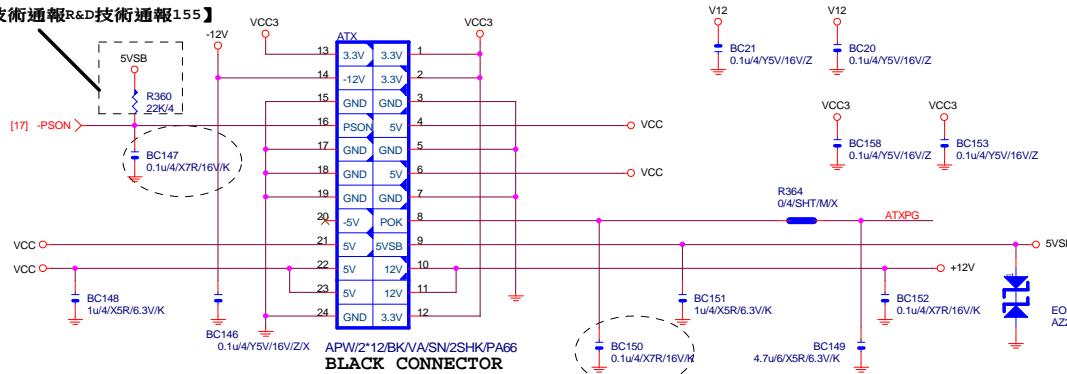 技術通報R&D技術通報155】
5VSB
R360
22K/4
[17] -PSON
BC147
0.1u/4/X7R/16V/K
-12V
VCC3
VCC3
ATX
13 3.3V 3.3V 1
14 -12V 3.3V 2
15 GND GND 3
16 PSON 5V 4
17 GND GND 5
18 GND 5V 6
19 GND GND 7
20 -5V POK 8
21 5V 5VSB 9
22 5V 12V 10
23 5V 12V 11
24 GND 3.3V 12
APW/2*12/BK/VA/SN/2SHK/PA66
BLACK CONNECTOR
VCC
VCC
VCC
VCC
BC148
1u/4/X5R/6.3V/K
BC146
0.1u/4/Y5V/16V/Z/X
V12
BC21
0.1u/4/Y5V/16V/Z
V12
BC20
0.1u/4/Y5V/16V/Z
VCC3
BC158
0.1u/4/Y5V/16V/Z
VCC3
BC153
0.1u/4/Y5V/16V/Z
R364
0/4/SHT/M/X
ATXPG
+12V
BC150
0.1u/4/X7R/16V/K
BC151
1u/4/X5R/6.3V/K
BC149
4.7u/6/X5R/6.3V/K
BC152
0.1u/4/X7R/16V/K